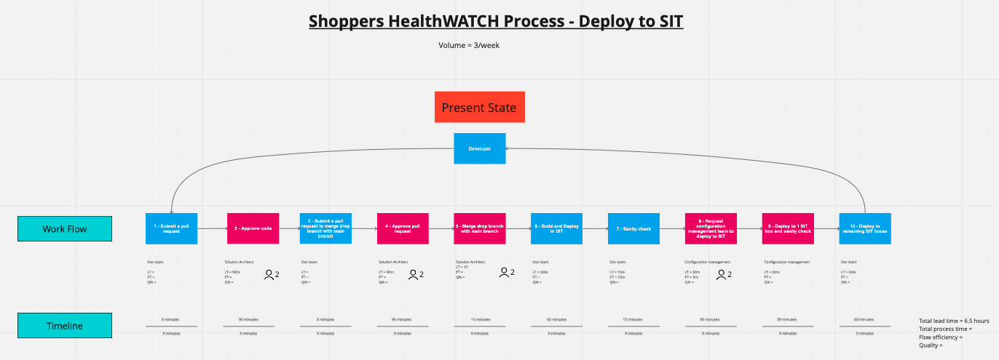 Shoppers HealthWATCH Process - Deploy to SIT
Volume = 3/week
Present State
Developer
Work Flow
1 - Submit a pull
request
2 - Approve code
3 - Submit a pull
request to merge drop
branch with main
branch
4 - Approve pull
request
5 - Merge drop branch
with main branch
6 - Build and Deploy
in DIT
7 - Sanity check
8 - Request
configuration
management team to
deploy to SIT
9 - Deploy to 1 SIT
box and sanity check
10 - Deploy to
remaining SIT boxes
Dev team
LT =
PT =
Q% =
Solution Architect
LT = 90m
PT =
Q% =
2
Dev team
LT =
PT =
Q% =
Solution Architect
LT = 90m
PT =
Q% =
2
Solution Architect
LT = 15
PT =
Q% =
2
Dev team
LT = 60m
PT =
Q% =
Dev team
LT = 15m
PT = 15m
Q% =
Configuration management
LT = 30m
PT = 5m
Q% =
2
Configuration management
LT = 30m
PT =
Q% =
Dev team
LT = 60m
PT =
Q% =
Timeline
X minutes
X minutes
90 minutes
X minutes
X minutes
X minutes
90 minutes
X minutes
15 minutes
X minutes
60 minutes
X minutes
15 minutes
X minutes
30 minutes
X minutes
30 minutes
X minutes
60 minutes
X minutes
Total lead time = 6.5 hours
Total process time =
Flow efficiency =
Quality =